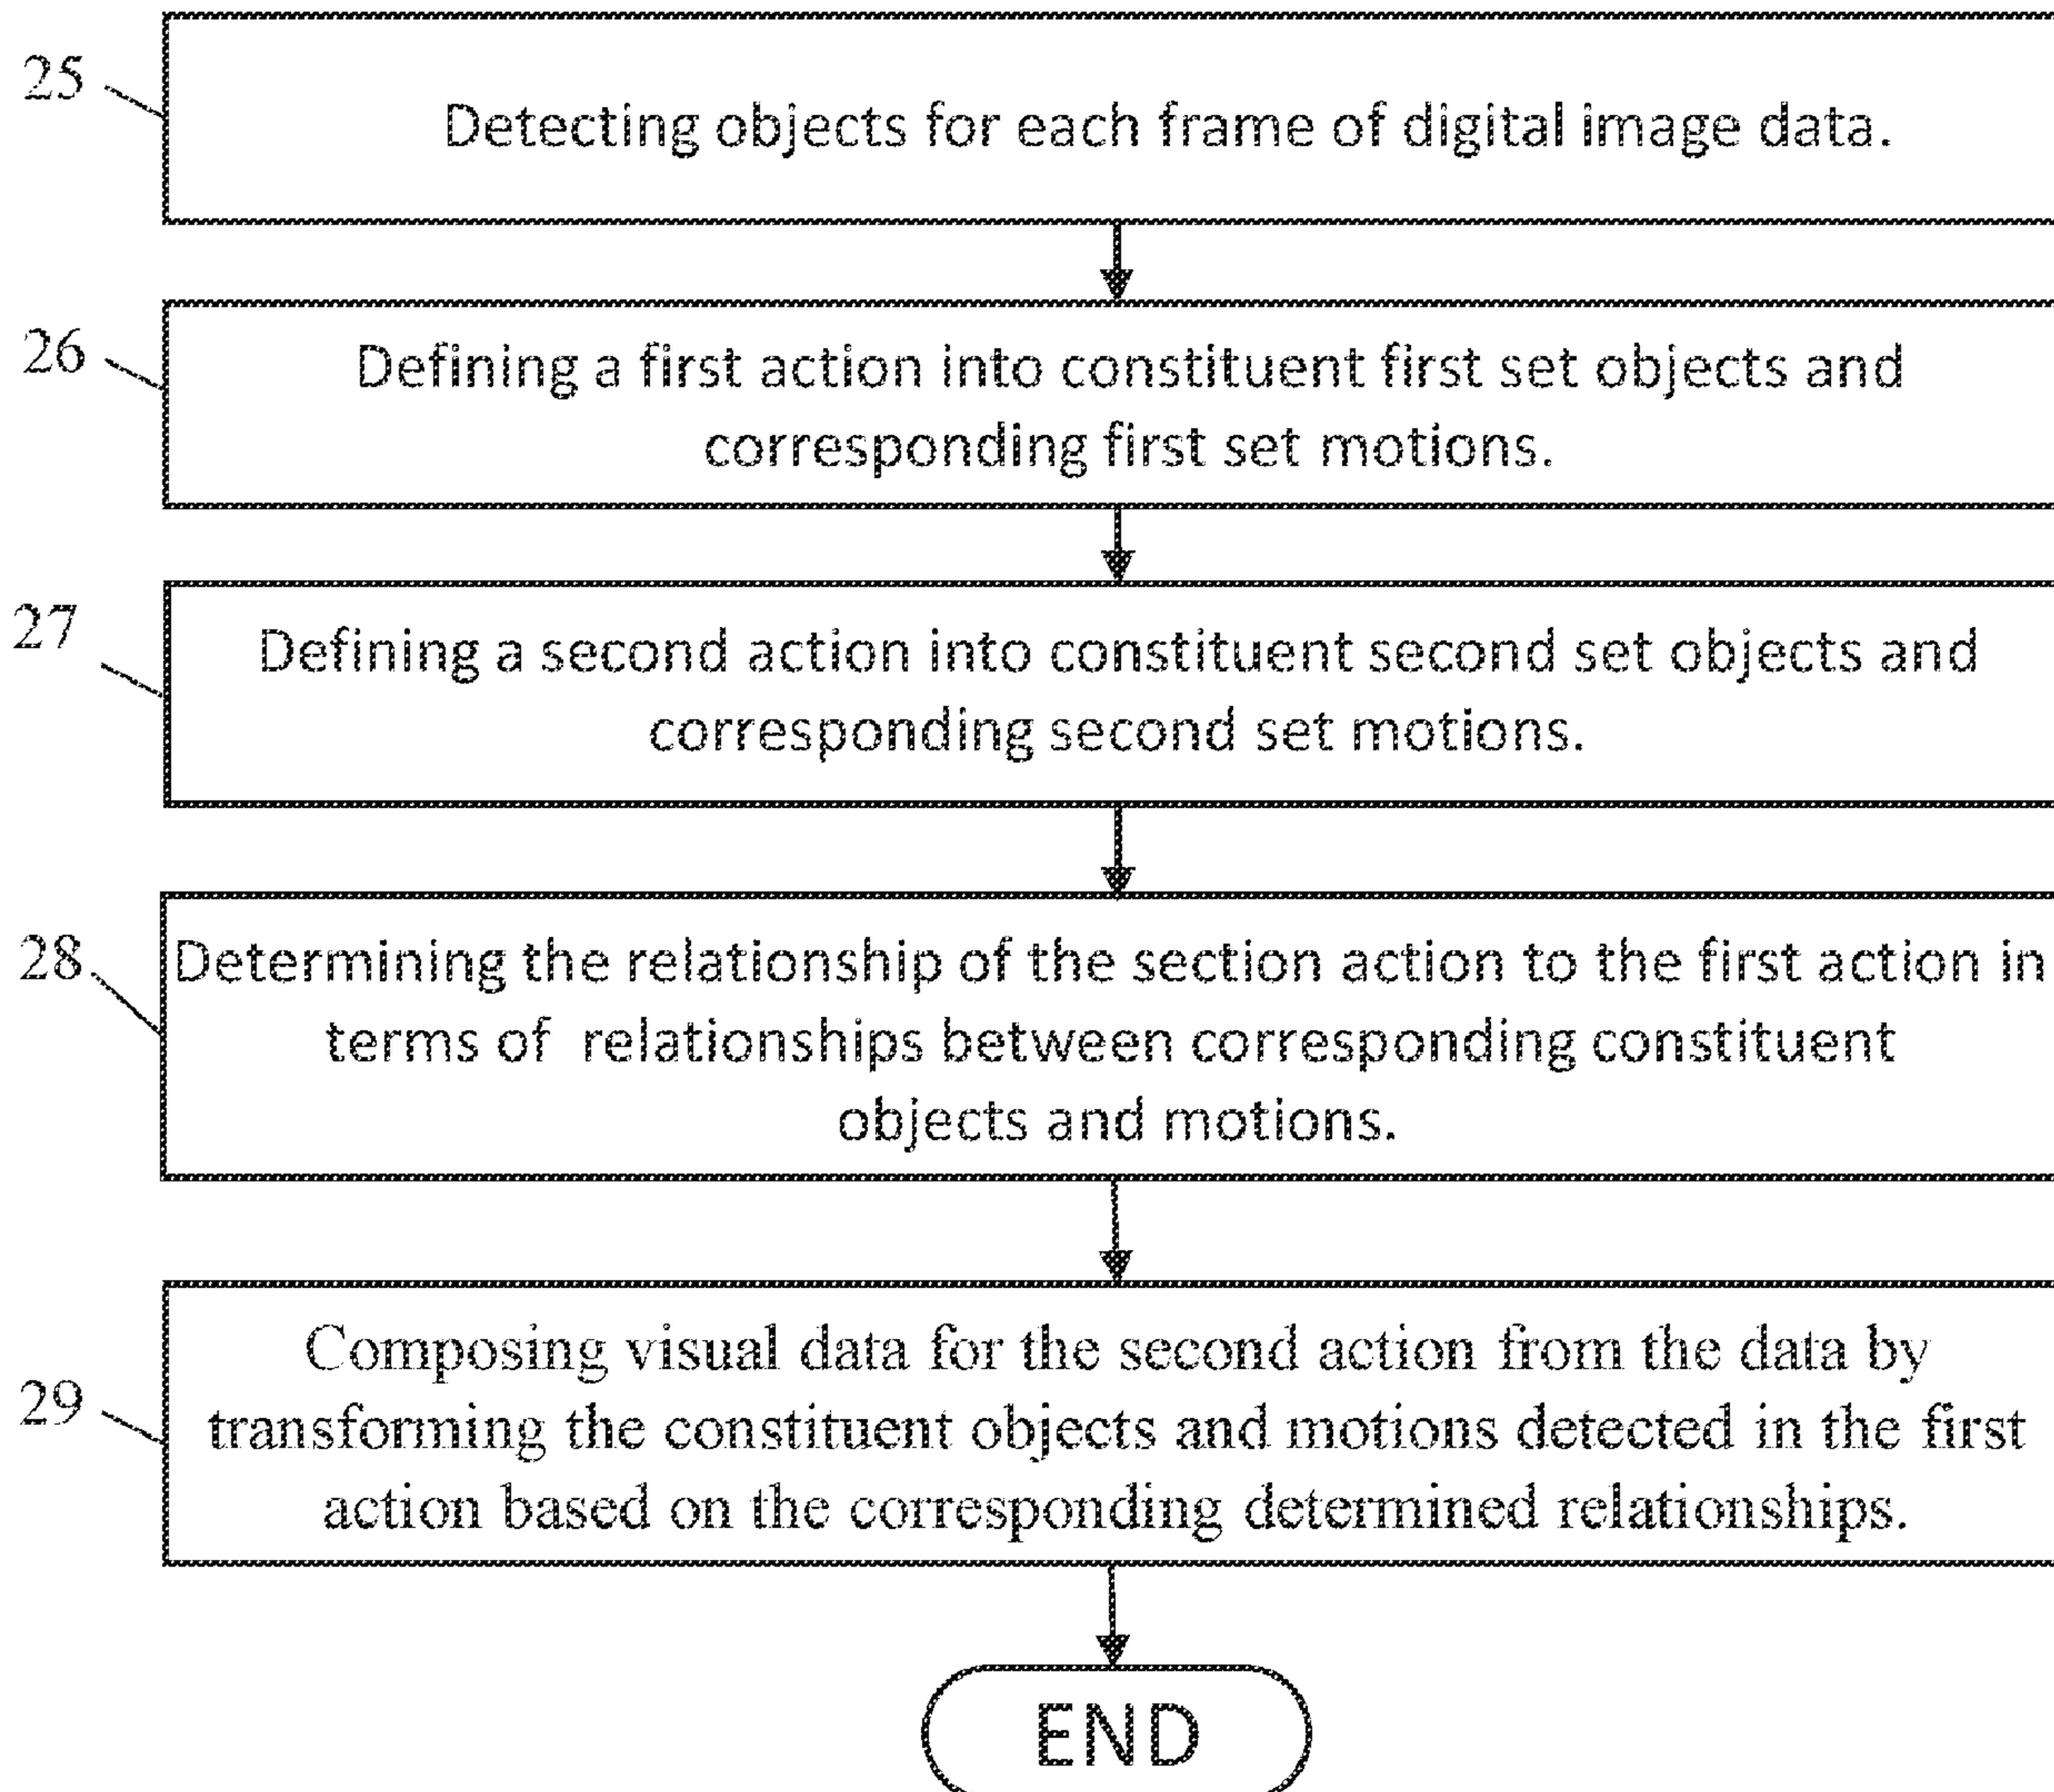 25
Detecting objects for each frame of digital image data.
26
Defining a first action into constituent first set objects and
corresponding first set motions.
27
Defining a second action into constituent second set objects and
corresponding second set motions.
28
Determining the relationship of the section action to the first action in
terms of relationships between corresponding constituent
objects and motions.
29
Composing visual data for the second action from the data by
transforming the constituent objects and motions detected in the first
action based on the corresponding determined relationships.
END